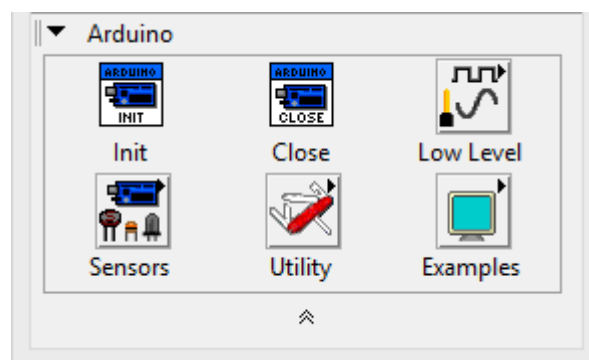 Arduino
ARDUINO
INIT
ARDUINO
CLOSE
Init
Close
Low Level
Sensors
Utility
Examples